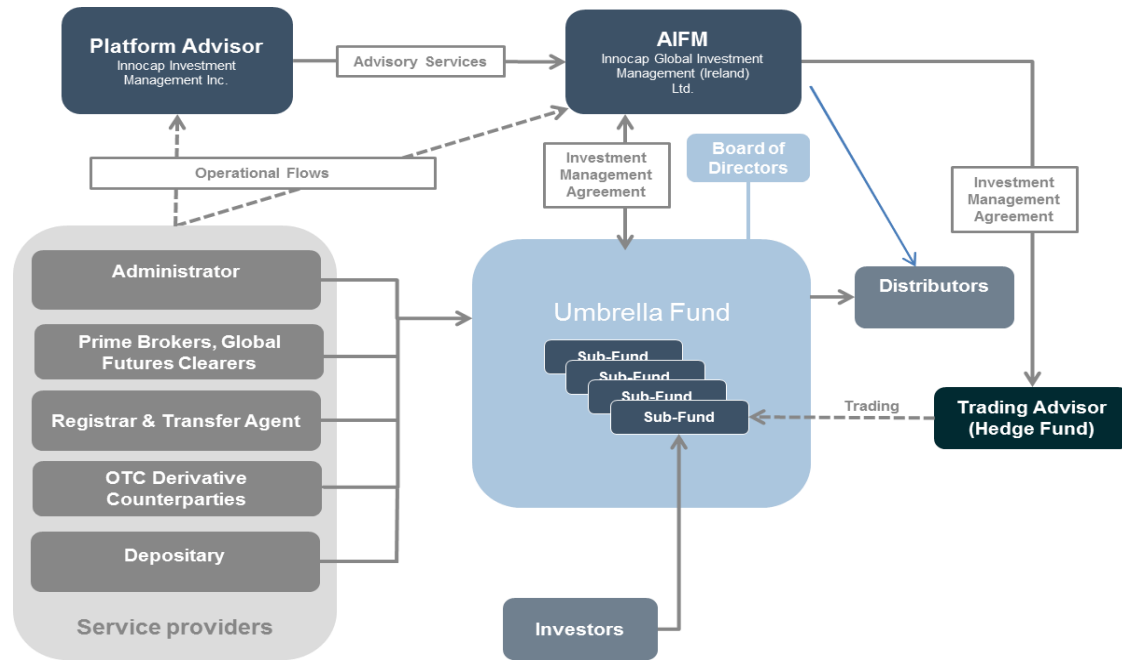 Platform Advisor
Innocap Investment
Management Inc.
Advisory Services
AIFM
Innocap Global Investment
Management (Ireland)
Ltd.
Operational Flows
Investment
Management
Agreement
Board of
Directors
Investment
Management
Agreement
Administrator
Prime Brokers, Global
Futures Clearers
Registrar & Transfer Agent
OTC Derivative
Counterparties
Depositary
Service providers
Umbrella Fund
Sub-Fund
Sub-Fund
Sub-Fund
Sub-Fund
Distributors
Trading
Trading Advisor
(Hedge Fund)
Investors